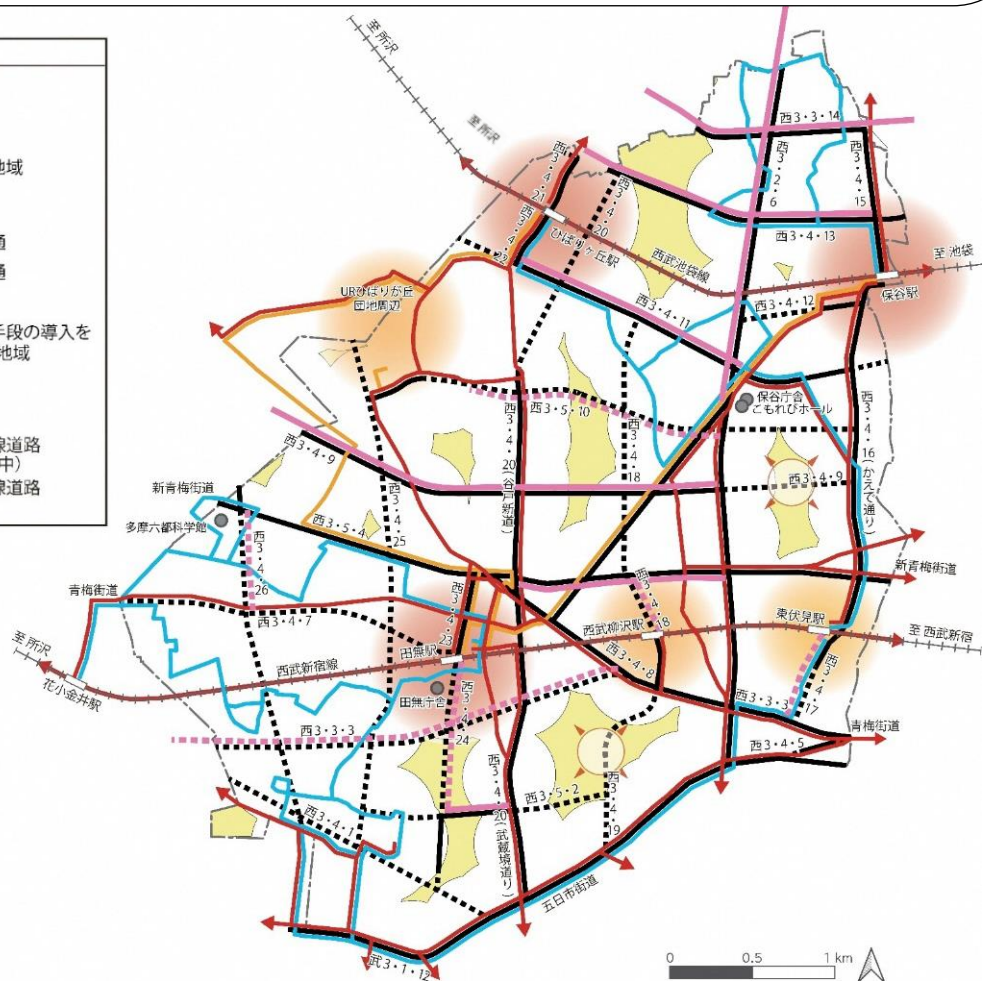 地域
通
通
手段の導入を
地域
線道路
中）
線道路
至 所沢
至所沢
西3・3・14
西3・2・6
西3・4・15
西3・4・21
西3・4・20
ひばりヶ丘駅
西武池袋線
西3・4・13
至 池袋
西3・4・22
保谷駅
URひばりが丘
団地周辺
西3・4・12
西3・4・11
保谷庁舎
こもれびホール
西3・5・10
西3・4・20（谷戸新道）
西3・4・18
西3・4・16（かえで通り）
西3・4・9
西3・4・9
新青梅街道
多摩六都科学館
西3・5・4
西3・4・25
西3・4・26
新青梅街道
青梅街道
西3・4・7
西3・4・23
西3・4・18
西武柳沢駅
東伏見駅
至 西武新宿
至 所沢
花小金井駅
西武新宿線
田無駅
西3・4・8
田無庁舎
西3・4・17
西3・3・3
西3・3・3
西3・4・24
青梅街道
西3・4・5
西3・4・20（武蔵境通り）
西3・5・2
西3・4・19
西3・4・1
五日市街道
武3・1・12
0 0.5 1 km